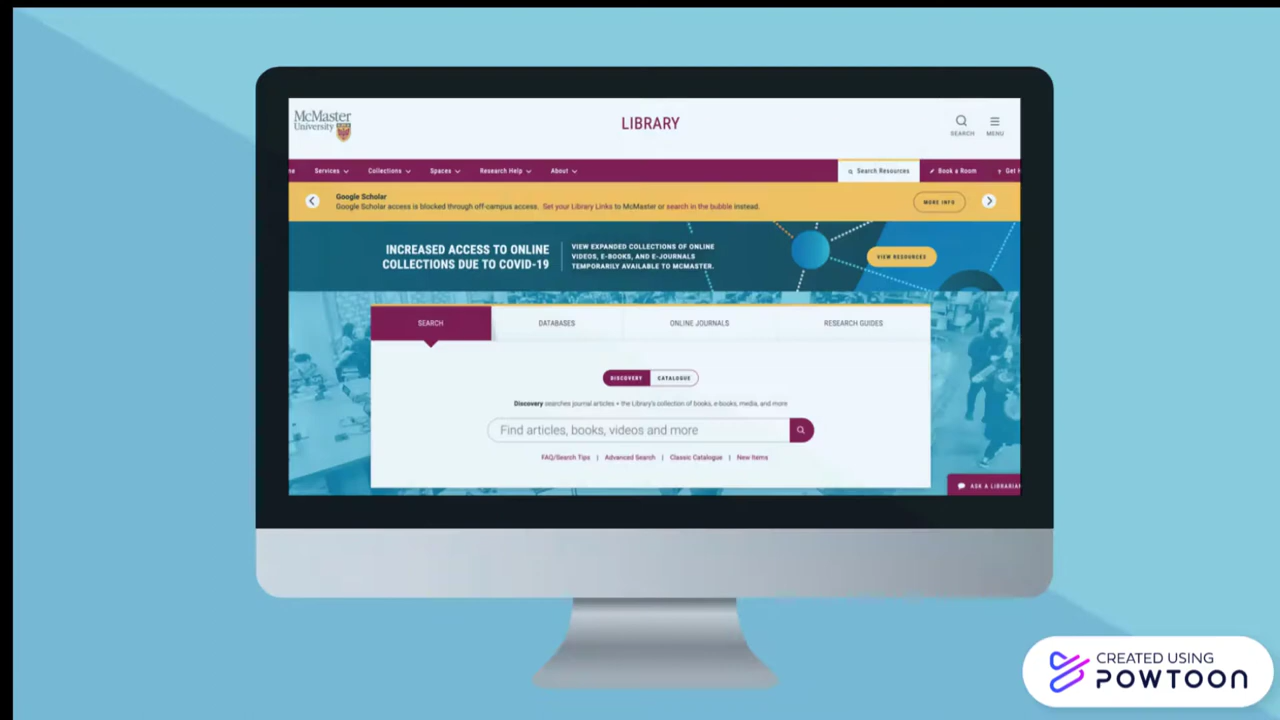 McMaster
University
LIBRARY
SEARCH
MENU
Services
Collections
Spaces
Research Help
About
Search Resources
Book a Room
Get
Google Scholar
Google Scholar access is blocked through off-campus access. Set your Library Links to McMaster or search in the bubble instead.
MORE INFO
INCREASED ACCESS TO ONLINE
COLLECTIONS DUE TO COVID-19
VIEW EXPANDED COLLECTIONS OF ONLINE
VIDEOS, E-BOOKS, AND E-JOURNALS
TEMPORARILY AVAILABLE TO MCMASTER.
VIEW RESOURCES
SEARCH
DATABASES
ONLINE JOURNALS
RESEARCH GUIDES
DISCOVERY
CATALOGUE
Discovery searches journal articles + the Library's collection of books, e-books, media, and more
Find articles, books, videos and more
FAQ/Search Tips | Advanced Search | Classic Catalogue | New Items
ASK A LIBRARIAN
CREATED USING
POWTOON